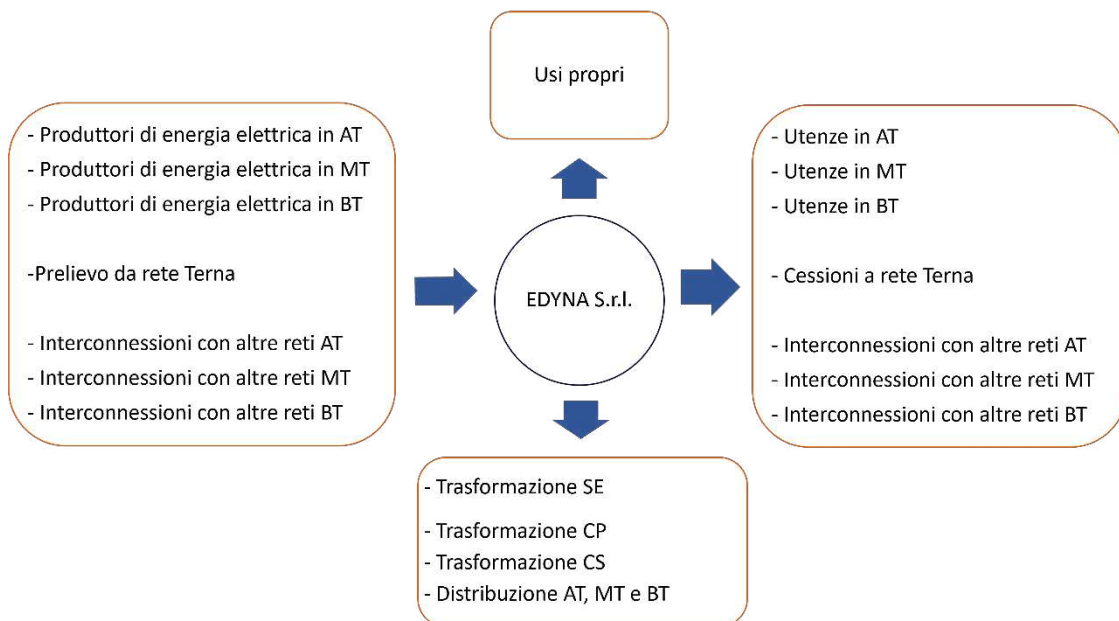 Usi propri
- Produttori di energia elettrica in AT
- Produttori di energia elettrica in MT
- Produttori di energia elettrica in BT
-Prelievo da rete Terna
- Interconnessioni con altre reti AT
- Interconnessioni con altre reti MT
- Interconnessioni con altre reti BT
EDYNA S.r.l.
- Utenze in AT
- Utenze in MT
- Utenze in BT
- Cessioni a rete Terna
- Interconnessioni con altre reti AT
- Interconnessioni con altre reti MT
- Interconnessioni con altre reti BT
- Trasformazione SE
- Trasformazione CP
- Trasformazione CS
- Distribuzione AT, MT e BT